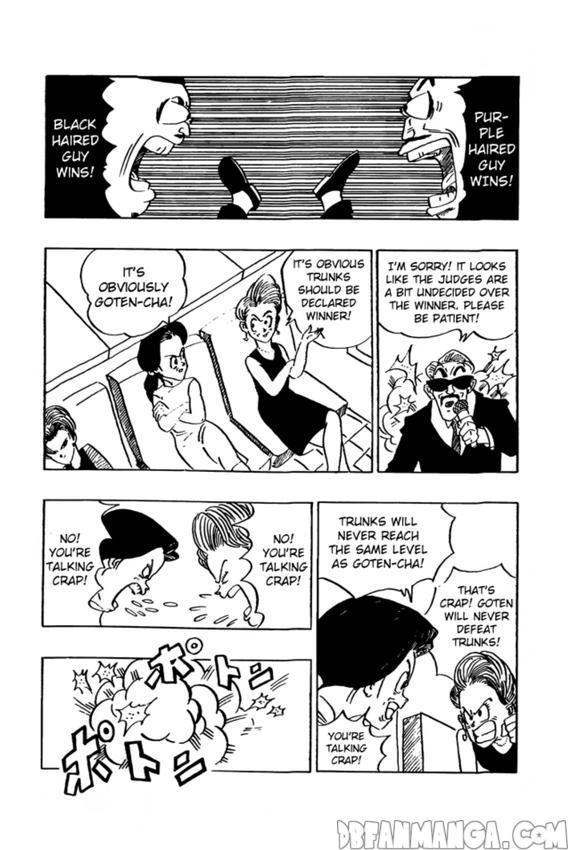 BLACK
HAIRED
GUY
WINS!
PUR-
PLE
HAIRED
GUY
WINS!
IT'S
OBVIOUSLY
GOTEN-CHA!
IT'S OBVIOUS
TRUNKS
SHOULD BE
DECLARED
WINNER!
I'M SORRY! IT LOOKS
LIKE THE JUDGES ARE
A BIT UNDECIDED OVER
THE WINNER. PLEASE
BE PATIENT!
NO!
YOU'RE
TALKING
CRAP!
NO!
YOU'RE
TALKING
CRAP!
TRUNKS WILL
NEVER REACH
THE SAME LEVEL
AS GOTEN-CHA!
THAT'S
CRAP! GOTEN
WILL NEVER
DEFEAT
TRUNKS!
YOU'RE
TALKING
CRAP!
ポトン
ポトン
DBFANMANGA.COM